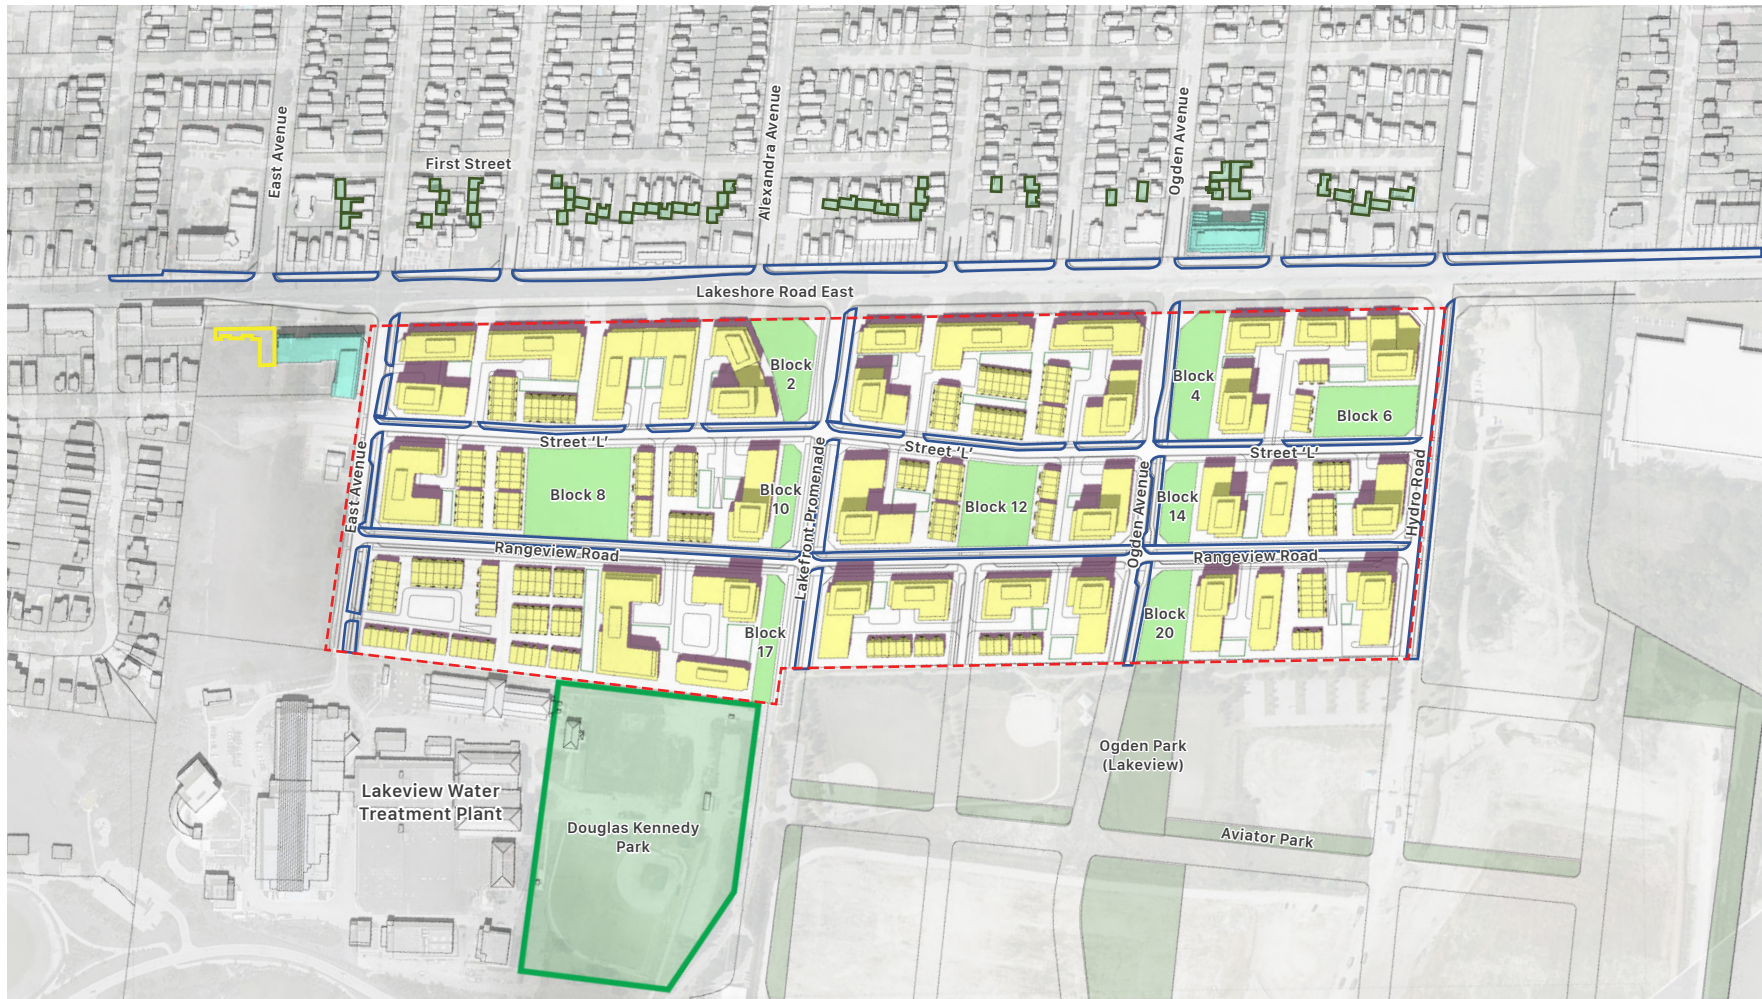 East Avenue
First Street
Alexandra Avenue
Ogden Avenue
Lakeshore Road East
Block
2
Block
4
Block 6
Street ‘L’
Street ‘L’
Street ‘L’
East Avenue
Block 8
Block
10
Lakefront Promenade
Block 12
Ogden Avenue
Block
14
Hydro Road
Rangeview Road
Rangeview Road
Block
17
Block
20
Ogden Park
(Lakeview)
Lakeview Water
Treatment Plant
Douglas Kennedy
Park
Aviator Park